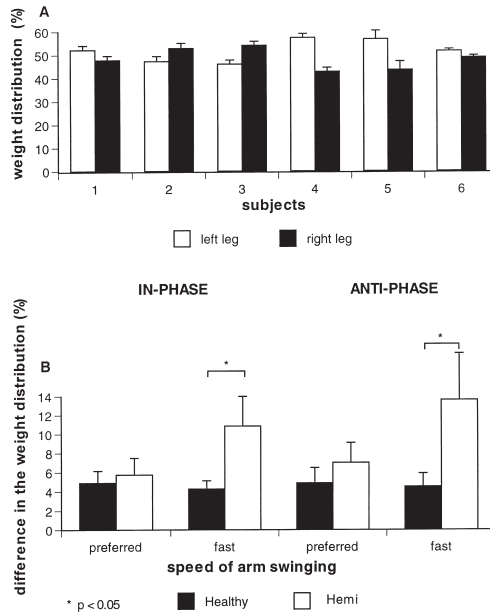 A
weight distribution (%)
60
50
40
30
20
10
0
1 2 3 4 5 6
subjects
left leg right leg
IN-PHASE ANTI-PHASE
B
difference in the weight distribution (%)
* *
14
12
10
8
6
4
2
0
preferred fast preferred fast
speed of arm swinging
* p < 0.05 Healthy Hemi